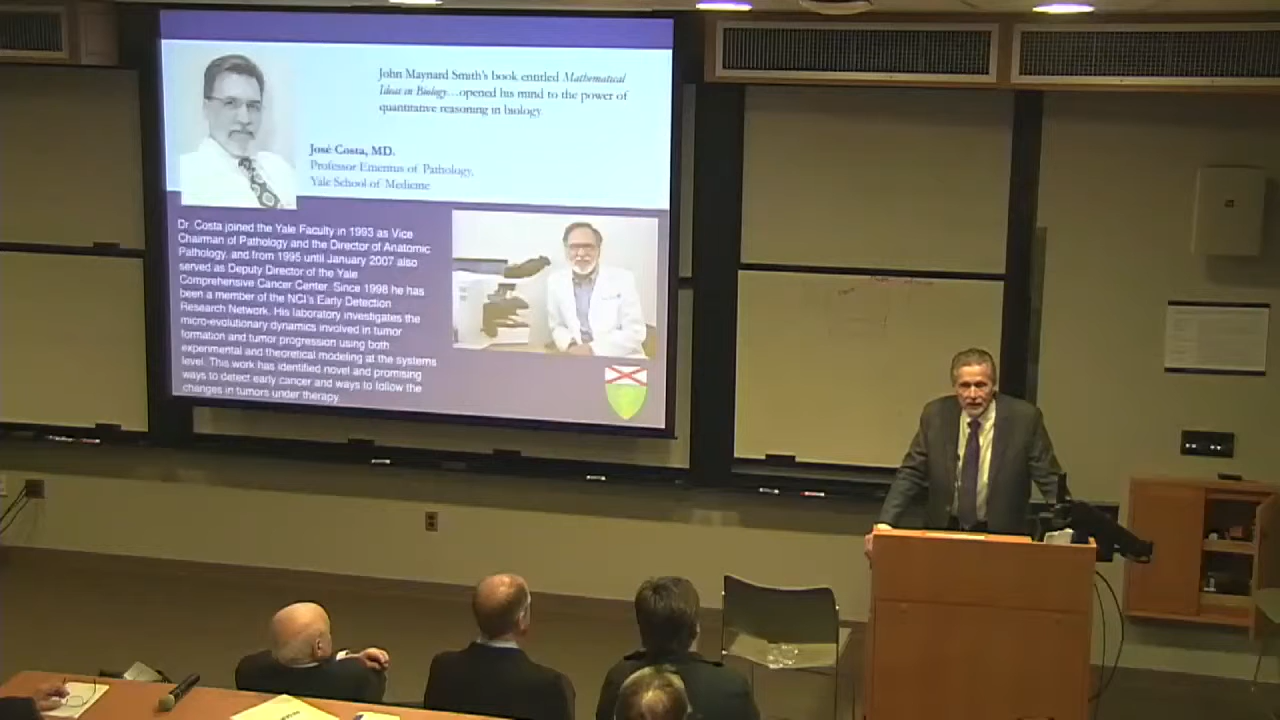 John Maynard Smith's book entitled Mathematical
Ideas in Biology…opened his mind to the power of
quantitative reasoning in biology
José Costa, MD.
Professor Emeritus of Pathology,
Yale School of Medicine
Dr. Costa joined the Yale Faculty in 1993 as Vice
Chairman of Pathology and the Director of Anatomic
Pathology, and from 1995 until January 2007 also
served as Deputy Director of the Yale
Comprehensive Cancer Center. Since 1998 he has
been a member of the NCI's Early Detection
Research Network. His laboratory investigates the
micro-evolutionary dynamics involved in tumor
formation and tumor progression using both
experimental and theoretical modeling at the systems
level. This work has identified novel and promising
ways to detect early cancer and ways to follow the
changes in tumors under therapy